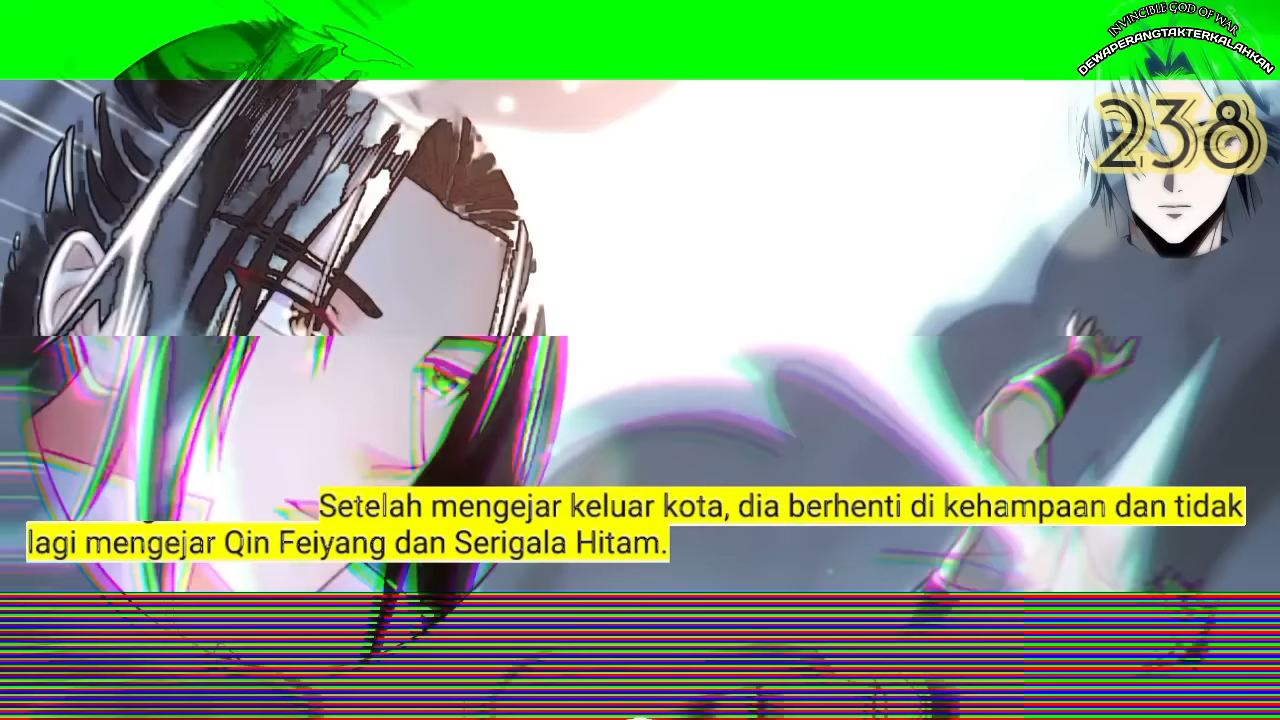 INVINCIBLE GOD OF WAR
DEWAPERANGTAKTERKALAHKAN
238
Setelah mengejar keluar kota, dia berhenti di kehampaan dan tidak
lagi mengejar Qin Feiyang dan Serigala Hitam.